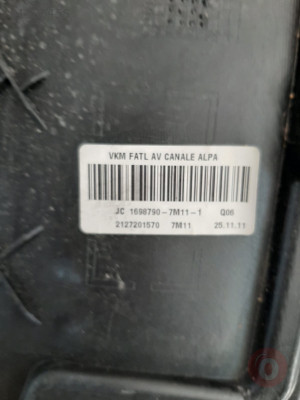 VKM FATL AV CANALE ALPA
JC 1698790-7M11-1 Q06
2127201570 7M11 25.11.11